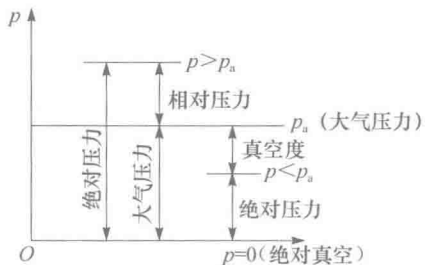 p
p>pₐ
相对压力
pₐ（大气压力）
绝对压力
大气压力
真空度
p<pₐ
绝对压力
O
p=0（绝对真空）